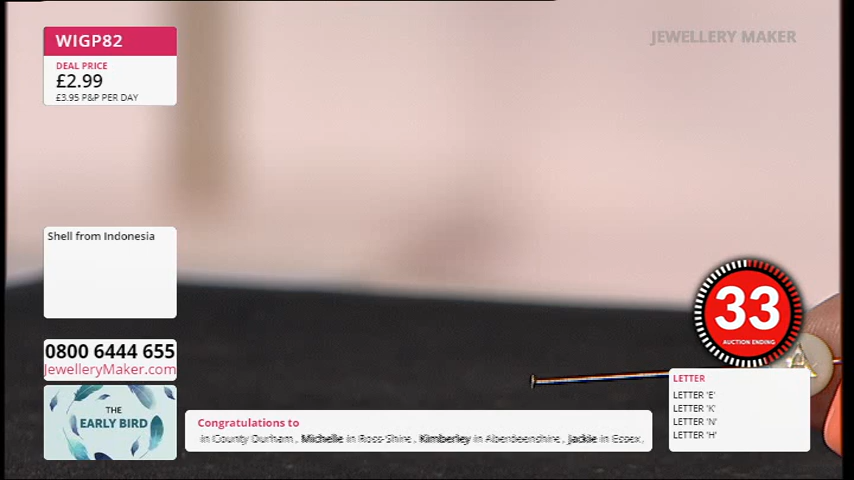 WIGP82
DEAL PRICE
£2.99
£3.95 P&P PER DAY
JEWELLERY MAKER
Shell from Indonesia
33
AUCTION ENDING
A
0800 6444 655
JewelleryMaker.com
THE
EARLY BIRD
Congratulations to
in County Durham, Michelle in Ross-Shire, Kimberley in Aberdeenshire, Jackie in Essex,
LETTER
LETTER 'E'
LETTER 'K'
LETTER 'N'
LETTER 'H'